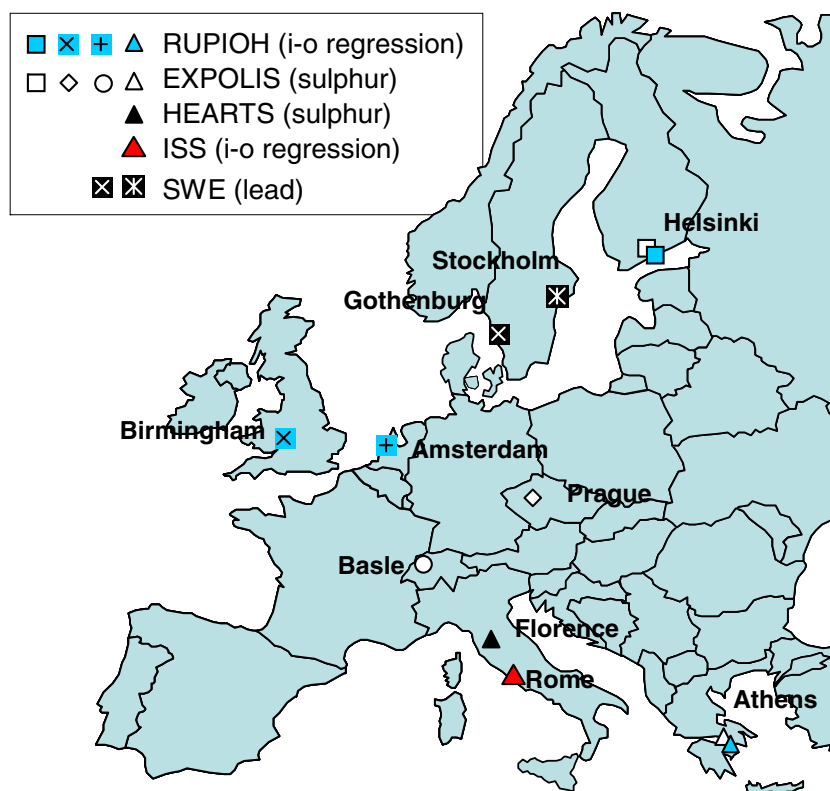 RUPIOH (i-o regression)
EXPOLIS (sulphur)
HEARTS (sulphur)
ISS (i-o regression)
SWE (lead)
Helsinki
Stockholm
Gothenburg
Birmingham
Amsterdam
Prague
Basle
Florence
Rome
Athens